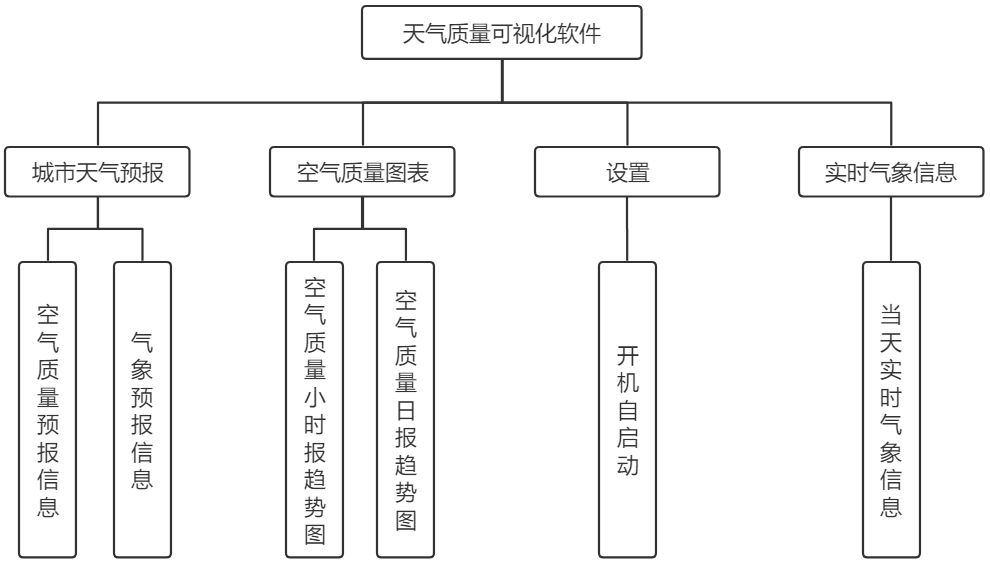 天气质量可视化软件
城市天气预报
空气质量图表
设置
实时气象信息
空气质量预报信息
气象预报信息
空气质量小时报趋势图
空气质量日报趋势图
开机自启动
当天实时气象信息